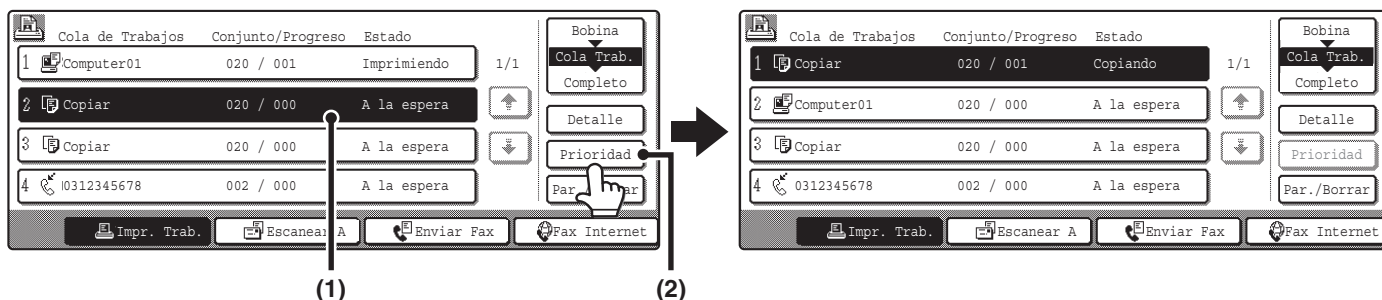 Cola de Trabajos Conjunto/Progreso Estado
1 Computer01 020 / 001 Imprimiendo
2 Copiar 020 / 000 A la espera
3 Copiar 020 / 000 A la espera
4 0312345678 002 / 000 A la espera
1/1
Bobina
Cola Trab.
Completo
Detalle
Prioridad
Par ar
Impr. Trab. Escanear A Enviar Fax Fax Internet
(1) (2)
Cola de Trabajos Conjunto/Progreso Estado
1 Copiar 020 / 001 Copiando
2 Computer01 020 / 000 A la espera
3 Copiar 020 / 000 A la espera
4 0312345678 002 / 000 A la espera
1/1
Bobina
Cola Trab.
Completo
Detalle
Prioridad
Par./Borrar
Impr. Trab. Escanear A Enviar Fax Fax Internet